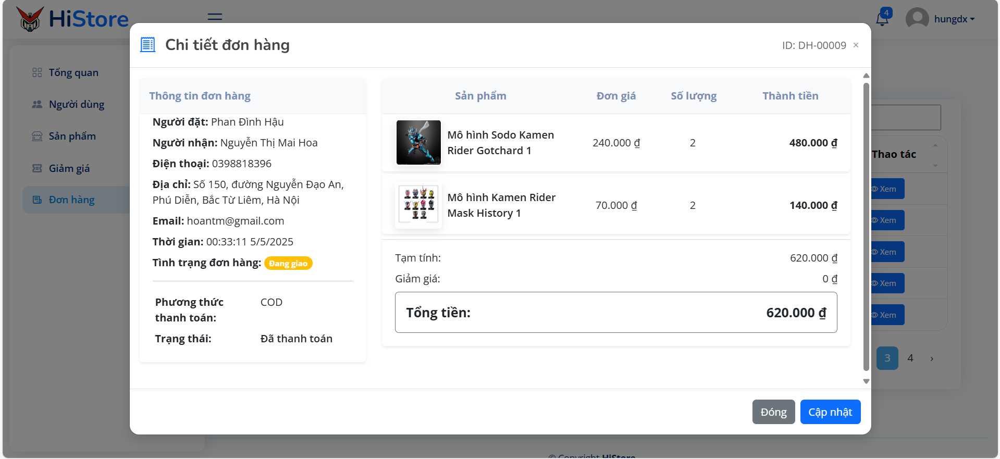 HiStore
4
hungdx
Chi tiết đơn hàng
ID: DH-00009 ×
Tổng quan
Người dùng
Sản phẩm
Giảm giá
Đơn hàng
Thông tin đơn hàng
Người đặt: Phan Đình Hậu
Người nhận: Nguyễn Thị Mai Hoa
Điện thoại: 0398818396
Địa chỉ: Số 150, đường Nguyễn Đạo An,
Phú Diễn, Bắc Từ Liêm, Hà Nội
Email: hoantm@gmail.com
Thời gian: 00:33:11 5/5/2025
Tình trạng đơn hàng: Đang giao
Phương thức
thanh toán:
COD
Trạng thái: Đã thanh toán
Sản phẩm Đơn giá Số lượng Thành tiền
Mô hình Sodo Kamen
Rider Gotchard 1
240.000 ₫ 2 480.000 ₫
Mô hình Kamen Rider
Mask History 1
70.000 ₫ 2 140.000 ₫
Tạm tính: 620.000 ₫
Giảm giá: 0 ₫
Tổng tiền: 620.000 ₫
Đóng
Cập nhật
Thao tác
Xem
Xem
Xem
Xem
Xem
3 4 ›
© Copyright HiStore